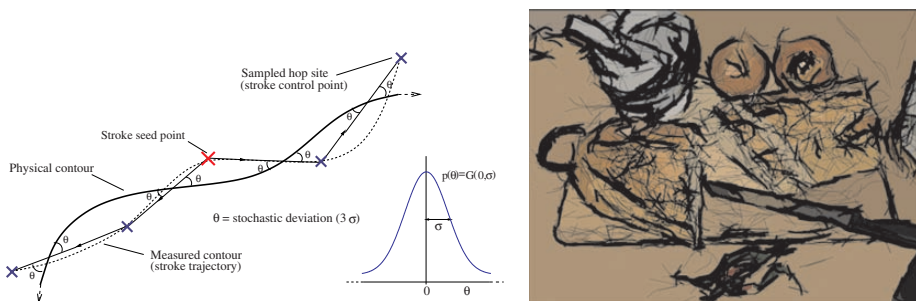 Sampled hop site
(stroke control point)
θ
θ
Stroke seed point
θ
θ
Physical contour
θ
θ
p(θ)=G(0,σ)
θ = stochastic deviation (3 σ)
σ
θ
Measured contour
(stroke trajectory)
θ
0
θ